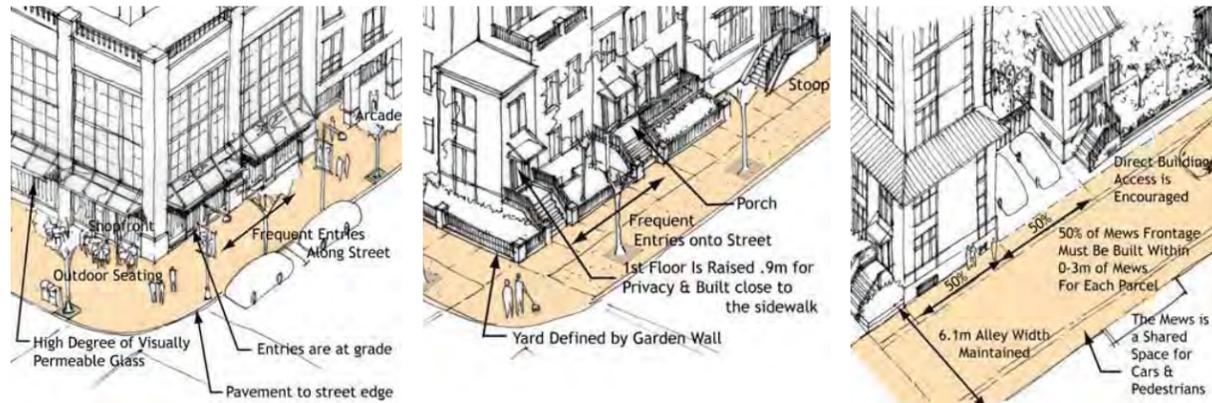 Arcade
Shopfront
Frequent Entries
Along Street
Outdoor Seating
High Degree of Visually
Permeable Glass
Entries are at grade
Pavement to street edge
Stoop
Porch
Frequent
Entries onto Street
1st Floor Is Raised .9m for
Privacy & Built close to
the sidewalk
Yard Defined by Garden Wall
Direct Building
Access is
Encouraged
50%
50%
50% of Mews Frontage
Must Be Built Within
0-3m of Mews
For Each Parcel
6.1m Alley Width
Maintained
The Mews is
a Shared
Space for
Cars &
Pedestrians